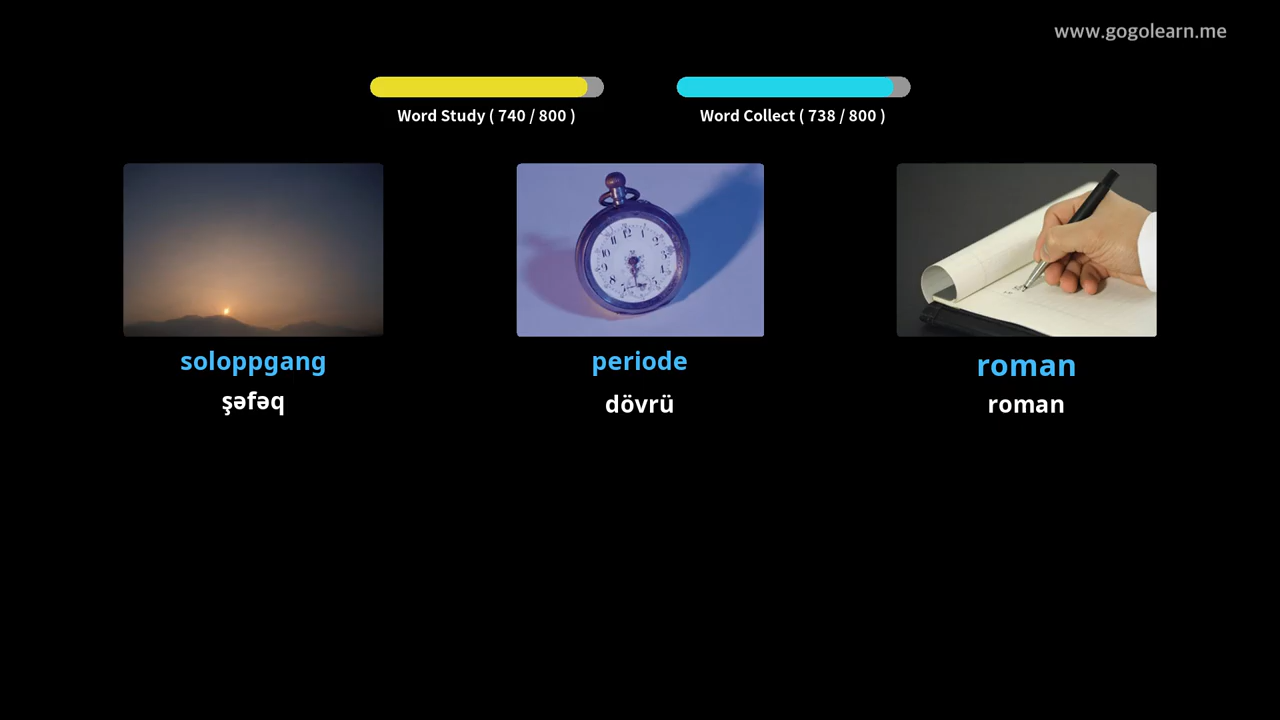 www.gogolearn.me
Word Study ( 740 / 800 )
Word Collect ( 738 / 800 )
soloppgang
periode
roman
şəfəq
dövrü
roman